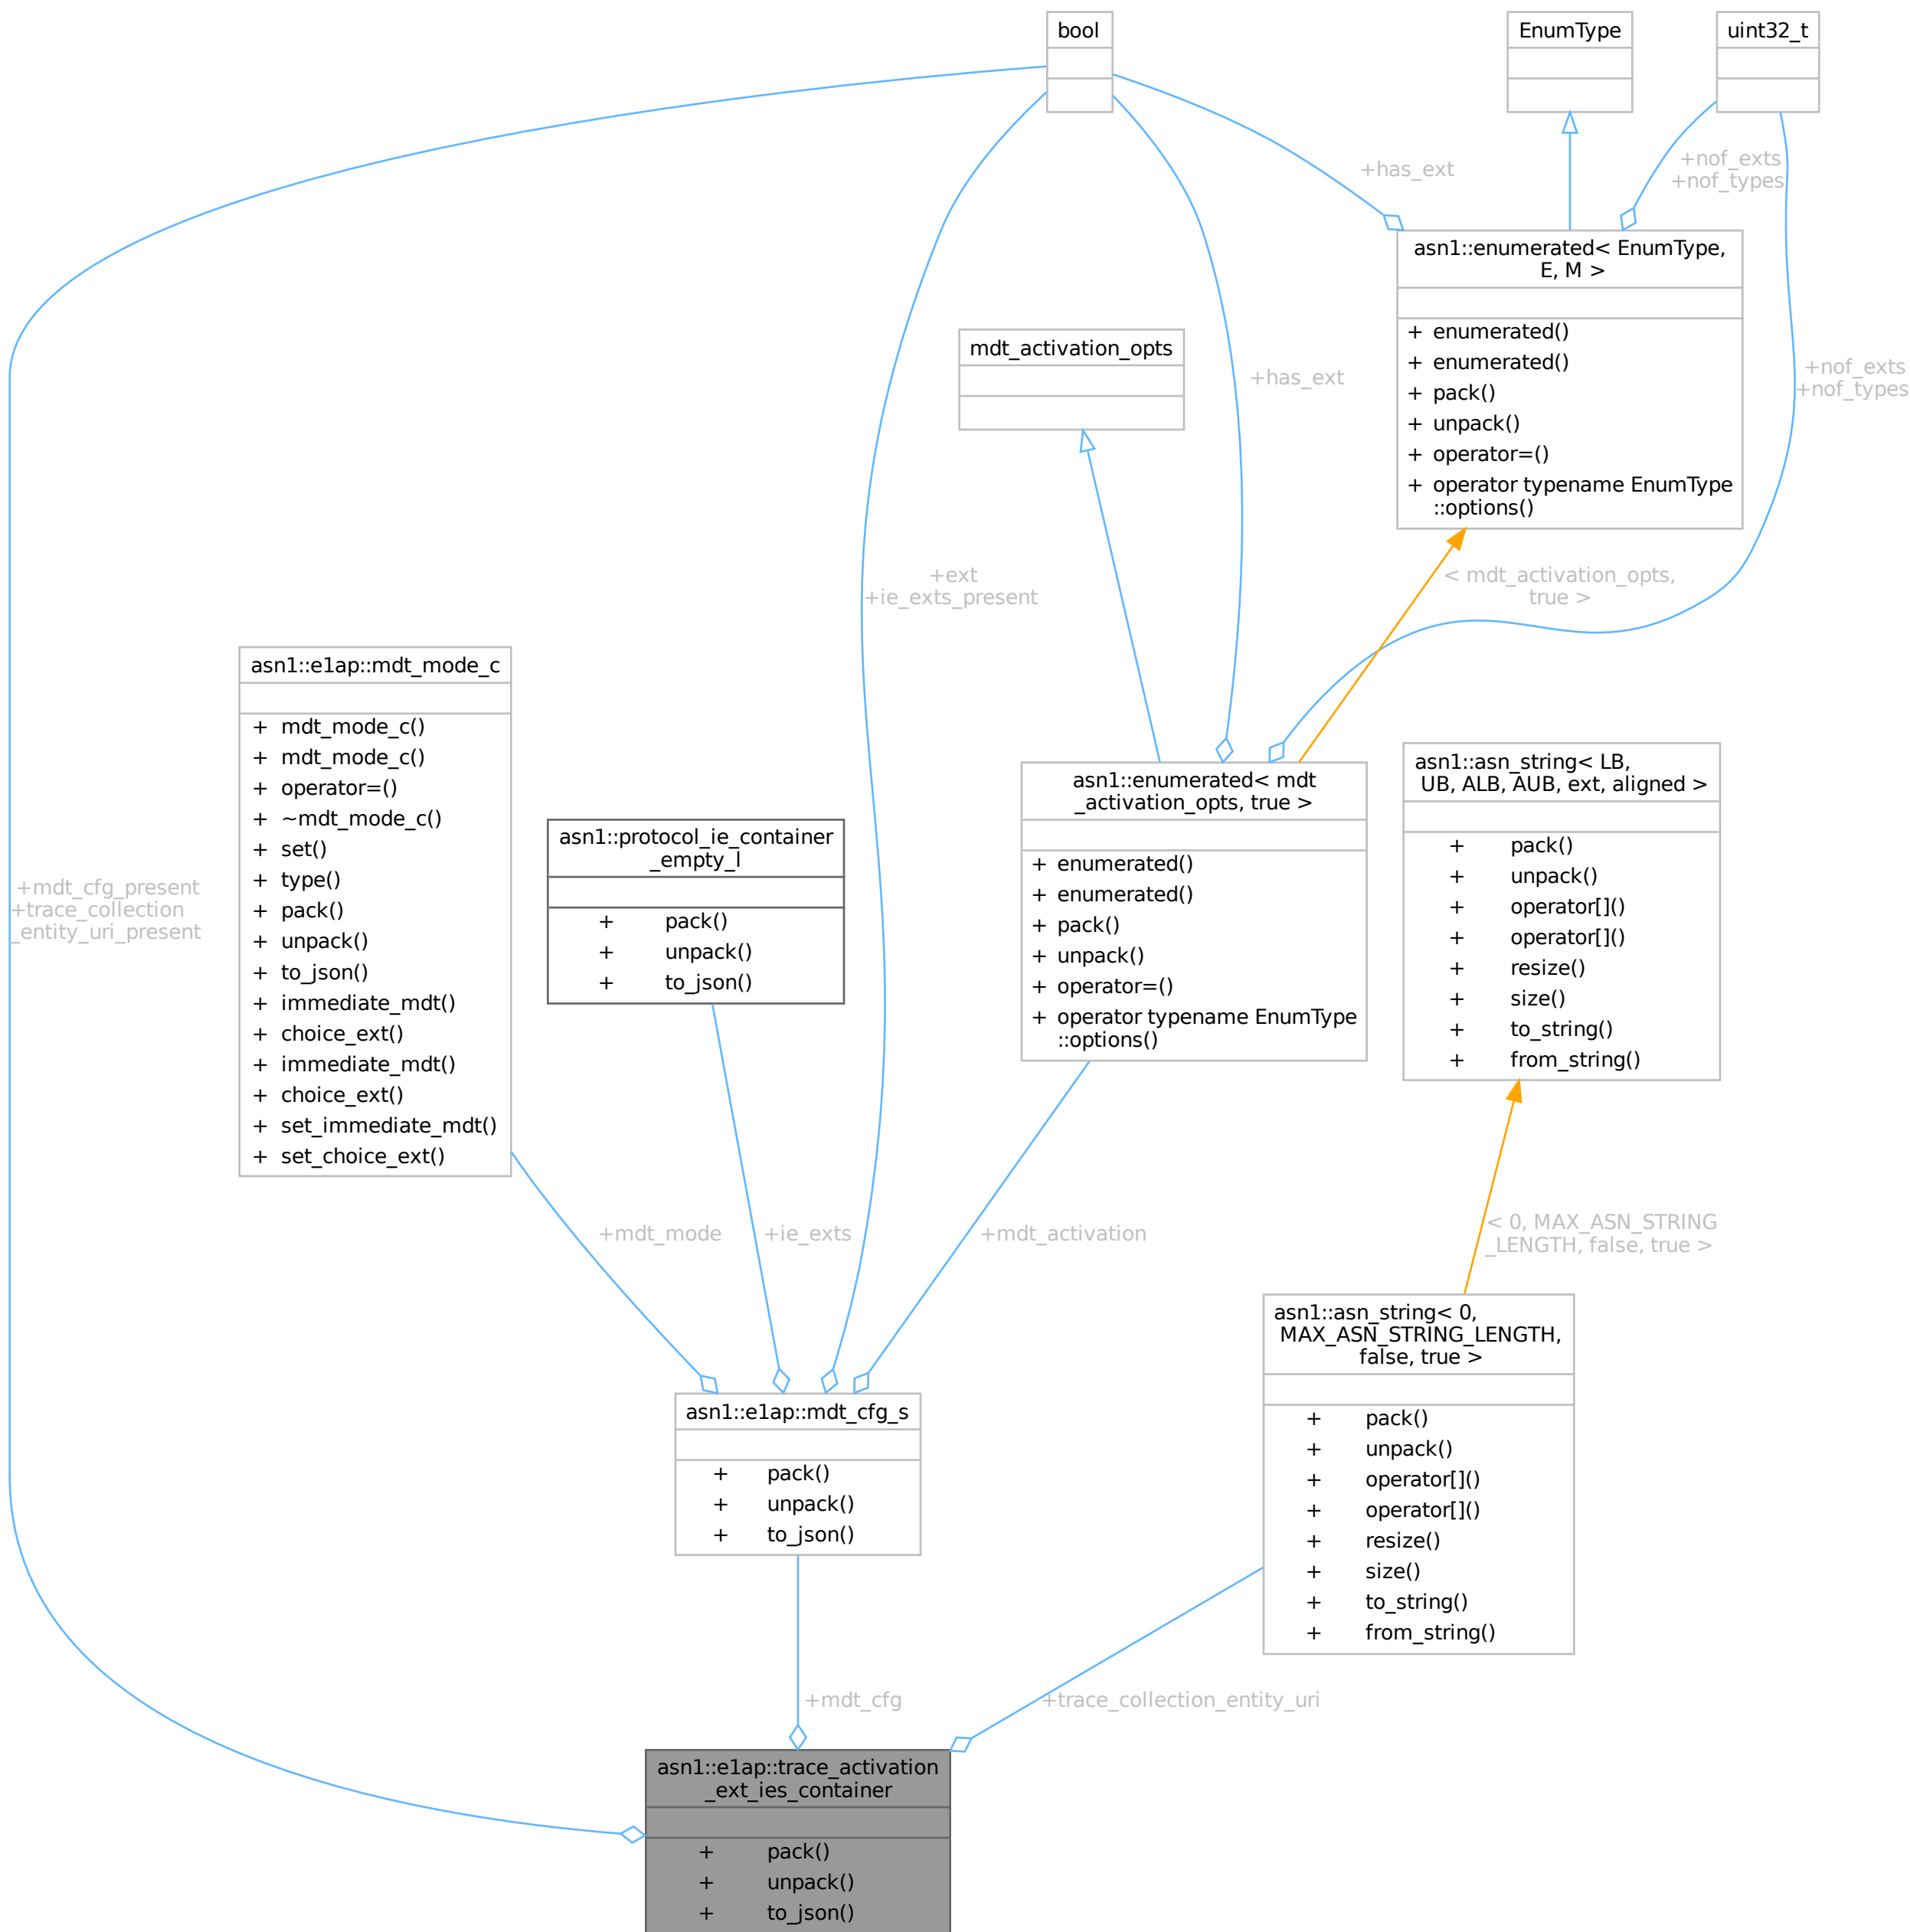 bool
EnumType
uint32_t
+has_ext
+nof_exts
+nof_types
asn1::enumerated< EnumType,
E, M >
+ enumerated()
+ enumerated()
+ pack()
+ unpack()
+ operator=()
+ operator typename EnumType
::options()
mdt_activation_opts
+has_ext
+nof_exts
+nof_types
+ext
+ie_exts_present
< mdt_activation_opts,
true >
asn1::e1ap::mdt_mode_c
+ mdt_mode_c()
+ mdt_mode_c()
+ operator=()
+ ~mdt_mode_c()
+ set()
+ type()
+ pack()
+ unpack()
+ to_json()
+ immediate_mdt()
+ choice_ext()
+ immediate_mdt()
+ choice_ext()
+ set_immediate_mdt()
+ set_choice_ext()
asn1::protocol_ie_container
_empty_l
+ pack()
+ unpack()
+ to_json()
asn1::enumerated< mdt
_activation_opts, true >
+ enumerated()
+ enumerated()
+ pack()
+ unpack()
+ operator=()
+ operator typename EnumType
::options()
asn1::asn_string< LB,
UB, ALB, AUB, ext, aligned >
+ pack()
+ unpack()
+ operator[]()
+ operator[]()
+ resize()
+ size()
+ to_string()
+ from_string()
+mdt_cfg_present
+trace_collection
_entity_uri_present
+mdt_mode
+ie_exts
+mdt_activation
< 0, MAX_ASN_STRING
_LENGTH, false, true >
asn1::e1ap::mdt_cfg_s
+ pack()
+ unpack()
+ to_json()
asn1::asn_string< 0,
MAX_ASN_STRING_LENGTH,
false, true >
+ pack()
+ unpack()
+ operator[]()
+ operator[]()
+ resize()
+ size()
+ to_string()
+ from_string()
+mdt_cfg
+trace_collection_entity_uri
asn1::e1ap::trace_activation
_ext_ies_container
+ pack()
+ unpack()
+ to_json()